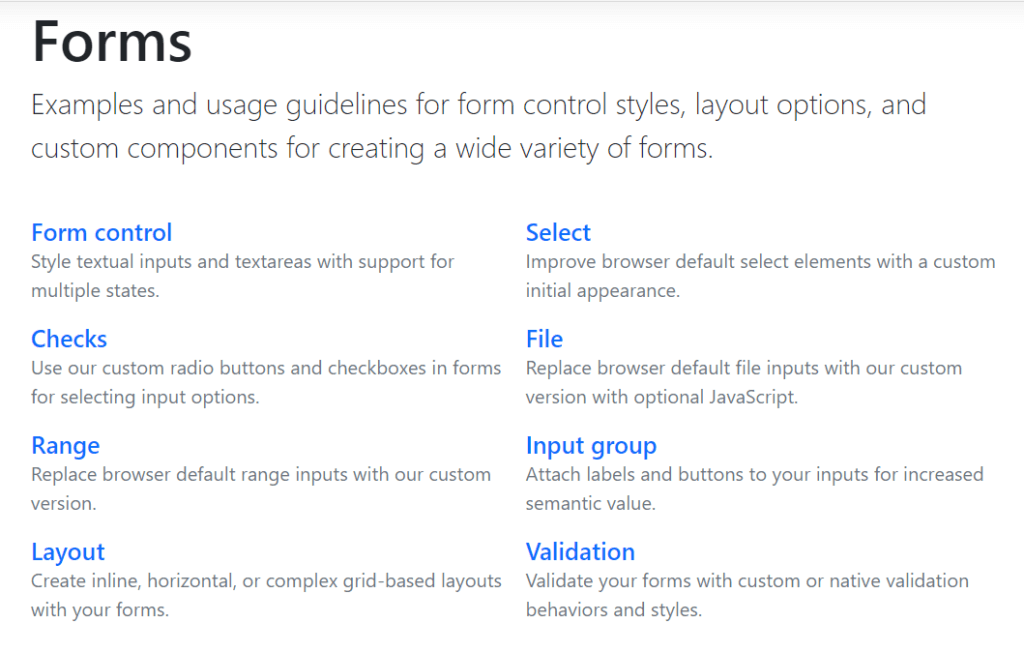 Forms
Examples and usage guidelines for form control styles, layout options, and
custom components for creating a wide variety of forms.
Form control
Style textual inputs and textareas with support for
multiple states.
Select
Improve browser default select elements with a custom
initial appearance.
Checks
Use our custom radio buttons and checkboxes in forms
for selecting input options.
File
Replace browser default file inputs with our custom
version with optional JavaScript.
Range
Replace browser default range inputs with our custom
version.
Input group
Attach labels and buttons to your inputs for increased
semantic value.
Layout
Create inline, horizontal, or complex grid-based layouts
with your forms.
Validation
Validate your forms with custom or native validation
behaviors and styles.